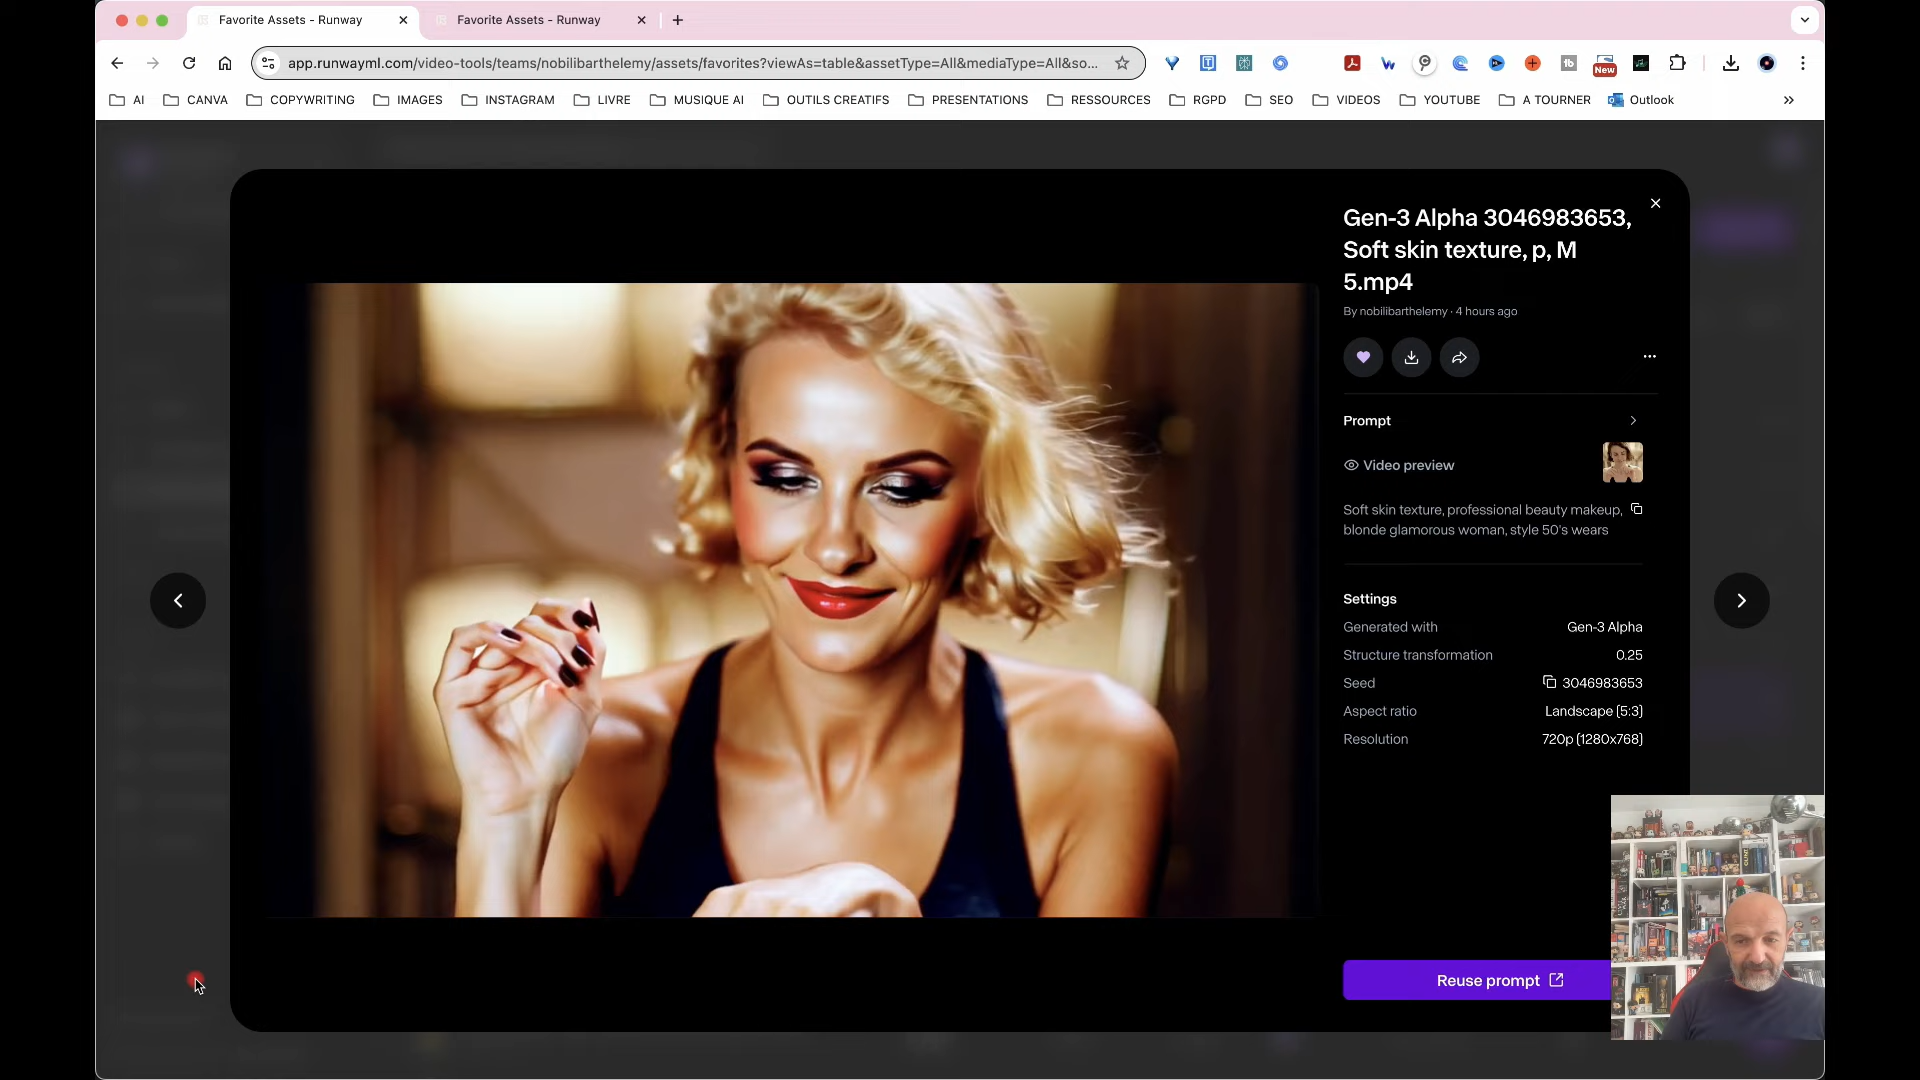 Favorite Assets - Runway
Favorite Assets - Runway
app.runwayml.com/video-tools/teams/nobilibarthelemy/assets/favorites?viewAs=table&assetType=All&mediaType=All&so...
New
AI
CANVA
COPYWRITING
IMAGES
INSTAGRAM
LIVRE
MUSIQUE AI
OUTILS CREATIFS
PRESENTATIONS
RESSOURCES
RGPD
SEO
VIDEOS
YOUTUBE
A TOURNER
Outlook
Gen-3 Alpha 3046983653,
Soft skin texture, p, M
5.mp4
By nobilibarthelemy · 4 hours ago
Prompt
Video preview
Soft skin texture, professional beauty makeup,
blonde glamorous woman, style 50's wears
Settings
Generated with Gen-3 Alpha
Structure transformation 0.25
Seed 3046983653
Aspect ratio Landscape (5:3)
Resolution 720p (1280x768)
Reuse prompt